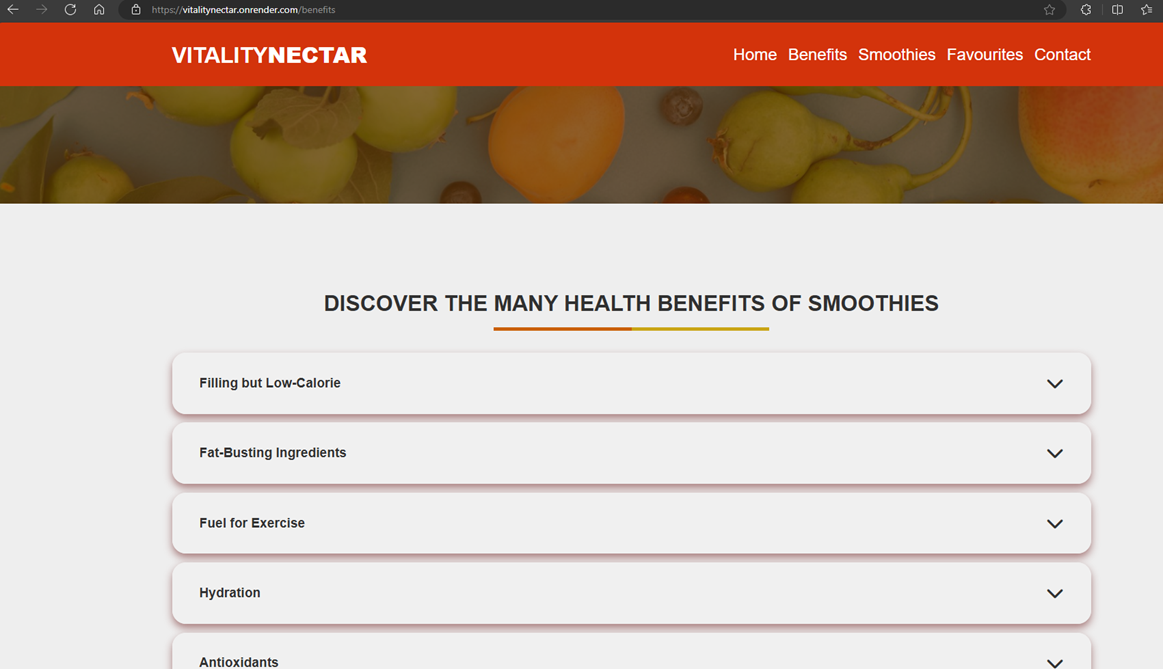 https://vitalitynectar.onrender.com/benefits
VITALITYNECTAR
Home Benefits Smoothies Favourites Contact
DISCOVER THE MANY HEALTH BENEFITS OF SMOOTHIES
Filling but Low-Calorie
Fat-Busting Ingredients
Fuel for Exercise
Hydration
Antioxidants